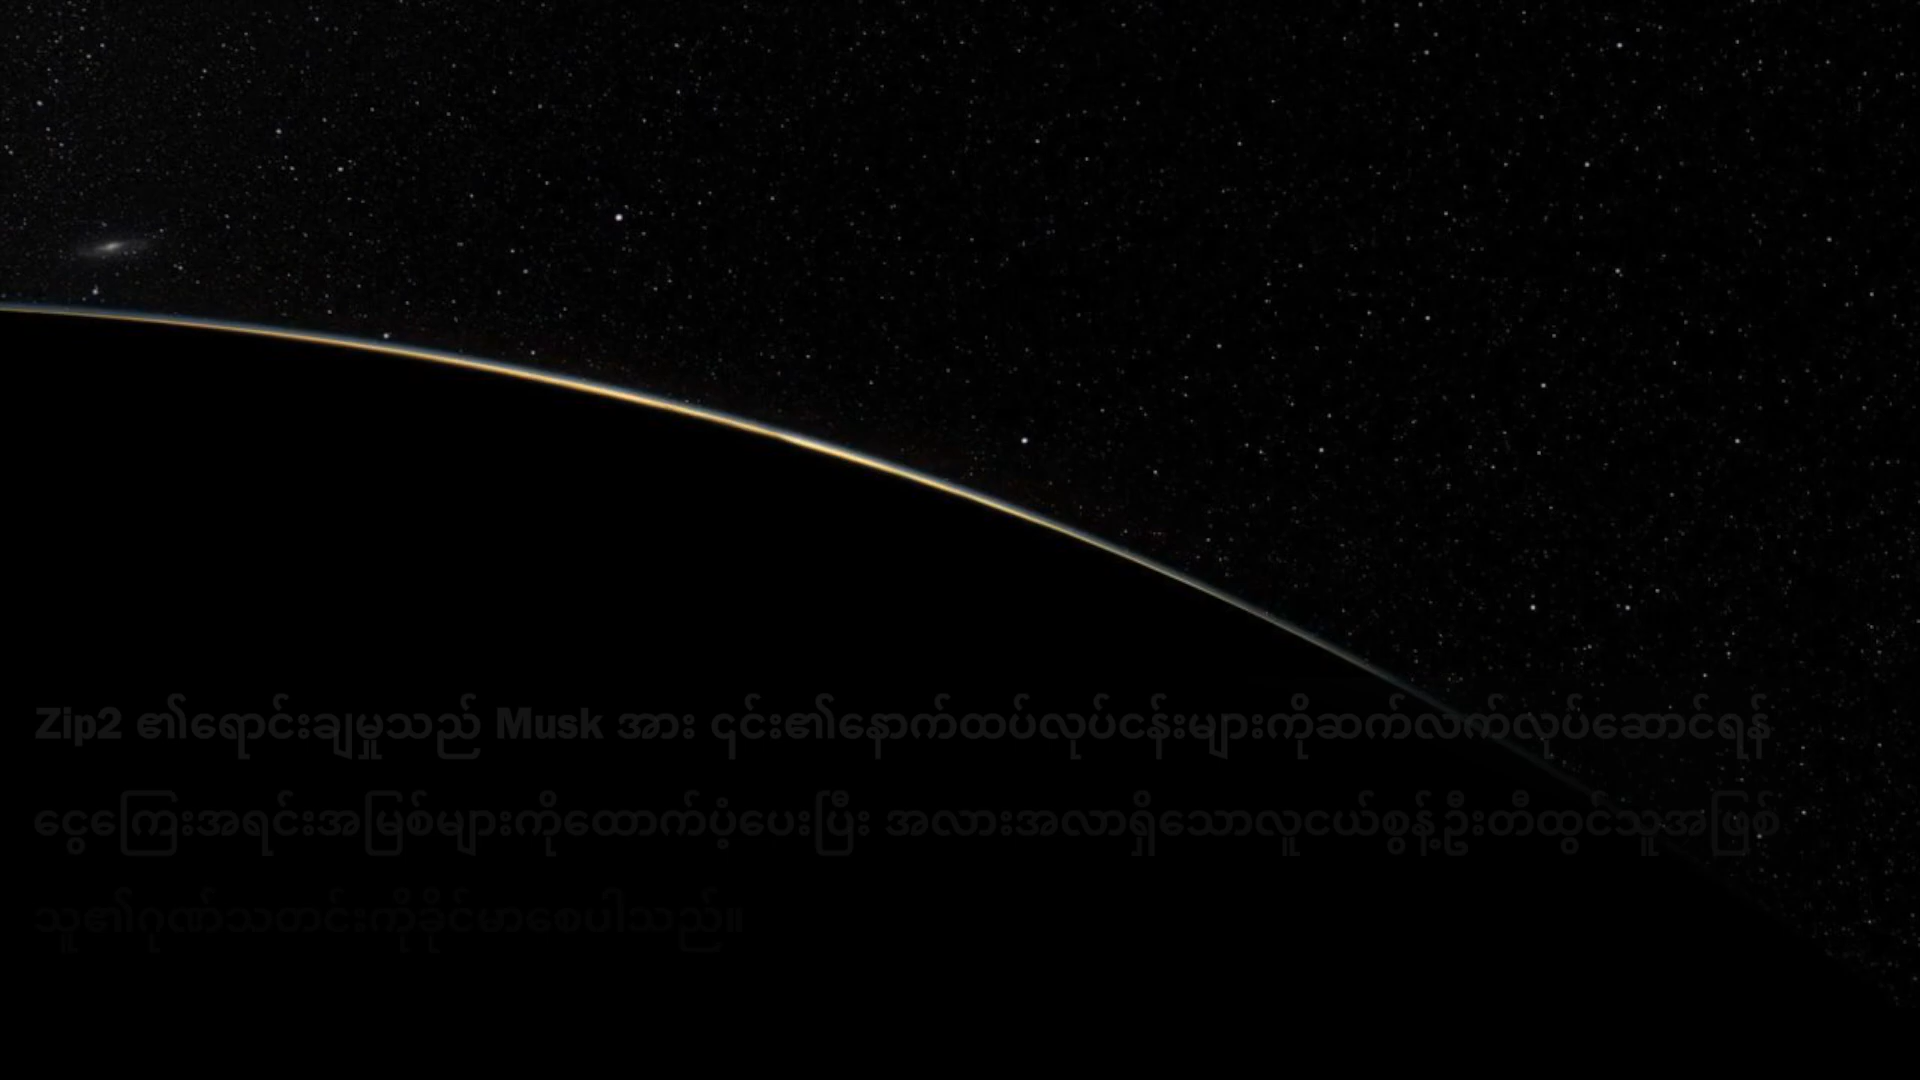 Zip2 ၏ရောင်းချမှုသည် Musk အား ၎င်း၏နောက်ထပ်လုပ်ငန်းများကိုဆက်လက်လုပ်ဆောင်ရန်
ငွေကြေးအရင်းအမြစ်များကိုထောက်ပံ့ပေးပြီး အလားအလာရှိသောလူငယ်စွန့်ဦးတီထွင်သူအဖြစ်
သူ၏ဂုဏ်သတင်းကိုခိုင်မာစေပါသည်။